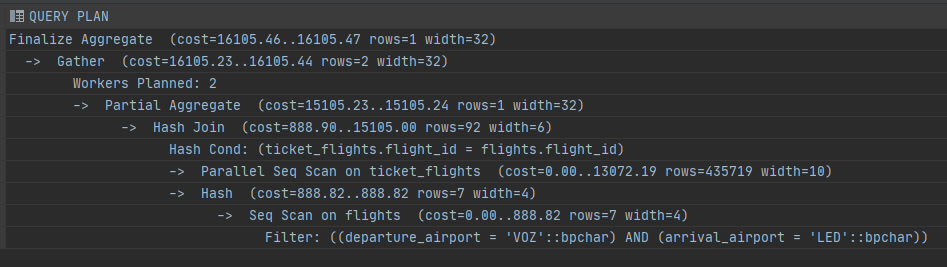 QUERY PLAN
Finalize Aggregate  (cost=16105.46..16105.47 rows=1 width=32)
  ->  Gather  (cost=16105.23..16105.44 rows=2 width=32)
        Workers Planned: 2
        ->  Partial Aggregate  (cost=15105.23..15105.24 rows=1 width=32)
              ->  Hash Join  (cost=888.90..15105.00 rows=92 width=6)
                    Hash Cond: (ticket_flights.flight_id = flights.flight_id)
                    ->  Parallel Seq Scan on ticket_flights  (cost=0.00..13072.19 rows=435719 width=10)
                    ->  Hash  (cost=888.82..888.82 rows=7 width=4)
                          ->  Seq Scan on flights  (cost=0.00..888.82 rows=7 width=4)
                                Filter: ((departure_airport = 'VOZ'::bpchar) AND (arrival_airport = 'LED'::bpchar))